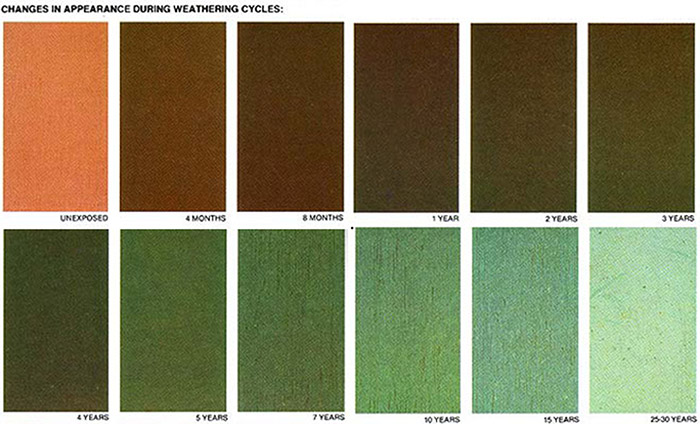 CHANGES IN APPEARANCE DURING WEATHERING CYCLES:
UNEXPOSED
4 MONTHS
8 MONTHS
1 YEAR
2 YEARS
3 YEARS
4 YEARS
5 YEARS
7 YEARS
10 YEARS
15 YEARS
25-30 YEARS